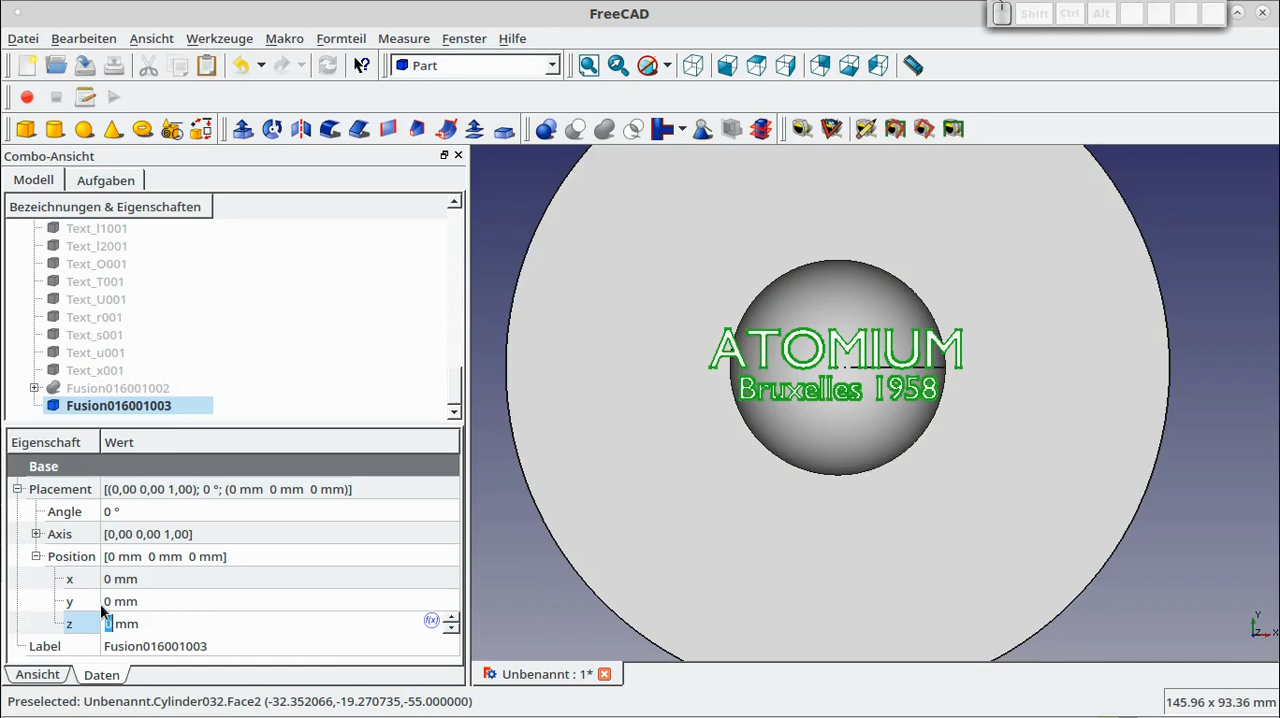 FreeCAD
Shift Ctrl Alt
Datei Bearbeiten Ansicht Werkzeuge Makro Formteil Measure Fenster Hilfe
Part
Combo-Ansicht
Modell Aufgaben
Bezeichnungen & Eigenschaften
Text_l1001
Text_l2001
Text_O001
Text_T001
Text_U001
Text_r001
Text_s001
Text_u001
Text_x001
Fusion016001002
Fusion016001003
ATOMIUM
Bruxelles 1958
Eigenschaft Wert
Base
Placement [(0,00 0,00 1,00); 0 °; (0 mm 0 mm 0 mm)]
Angle 0 °
Axis [0,00 0,00 1,00]
Position [0 mm 0 mm 0 mm]
x 0 mm
y 0 mm
z 0 mm
f(x)
Label Fusion016001003
Y
Z X
Ansicht Daten
Unbenannt : 1*
Preselected: Unbenannt.Cylinder032.Face2 (-32.352066,-19.270735,-55.000000)
145.96 x 93.36 mm